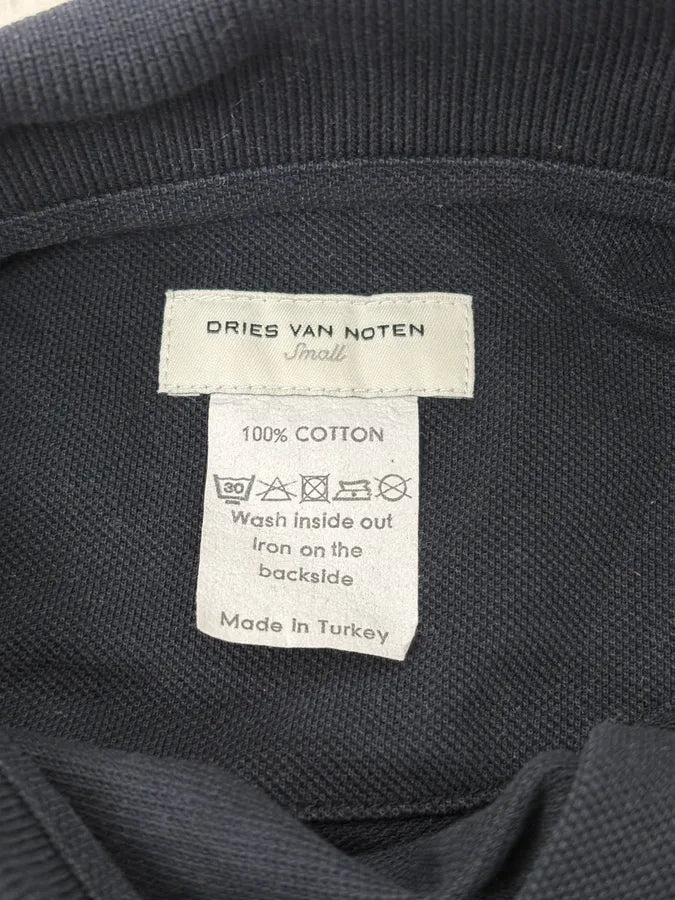 DRIES VAN NOTEN
Small
100% COTTON
30
Wash inside out
Iron on the
backside
Made in Turkey